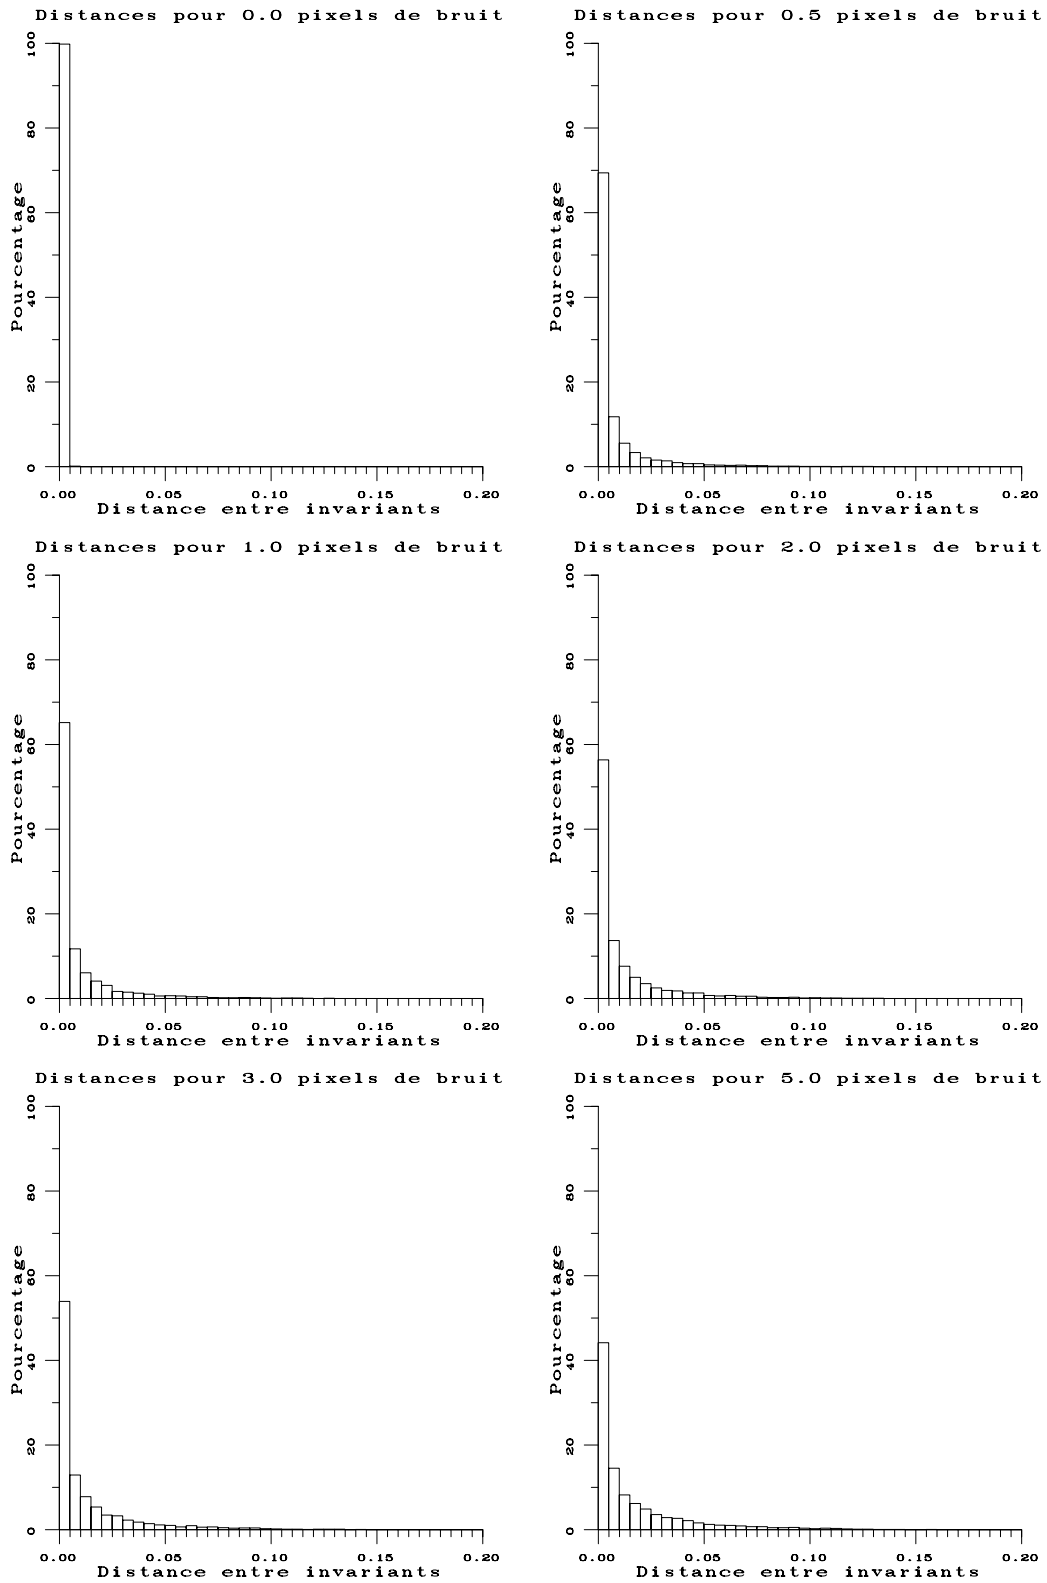 Distances pour 0.0 pixels de bruit
Pourcentage
0 20 40 60 80 100
0.00 0.05 0.10 0.15 0.20
Distance entre invariants
Distances pour 0.5 pixels de bruit
Pourcentage
0 20 40 60 80 100
0.00 0.05 0.10 0.15 0.20
Distance entre invariants
Distances pour 1.0 pixels de bruit
Pourcentage
0 20 40 60 80 100
0.00 0.05 0.10 0.15 0.20
Distance entre invariants
Distances pour 2.0 pixels de bruit
Pourcentage
0 20 40 60 80 100
0.00 0.05 0.10 0.15 0.20
Distance entre invariants
Distances pour 3.0 pixels de bruit
Pourcentage
0 20 40 60 80 100
0.00 0.05 0.10 0.15 0.20
Distance entre invariants
Distances pour 5.0 pixels de bruit
Pourcentage
0 20 40 60 80 100
0.00 0.05 0.10 0.15 0.20
Distance entre invariants